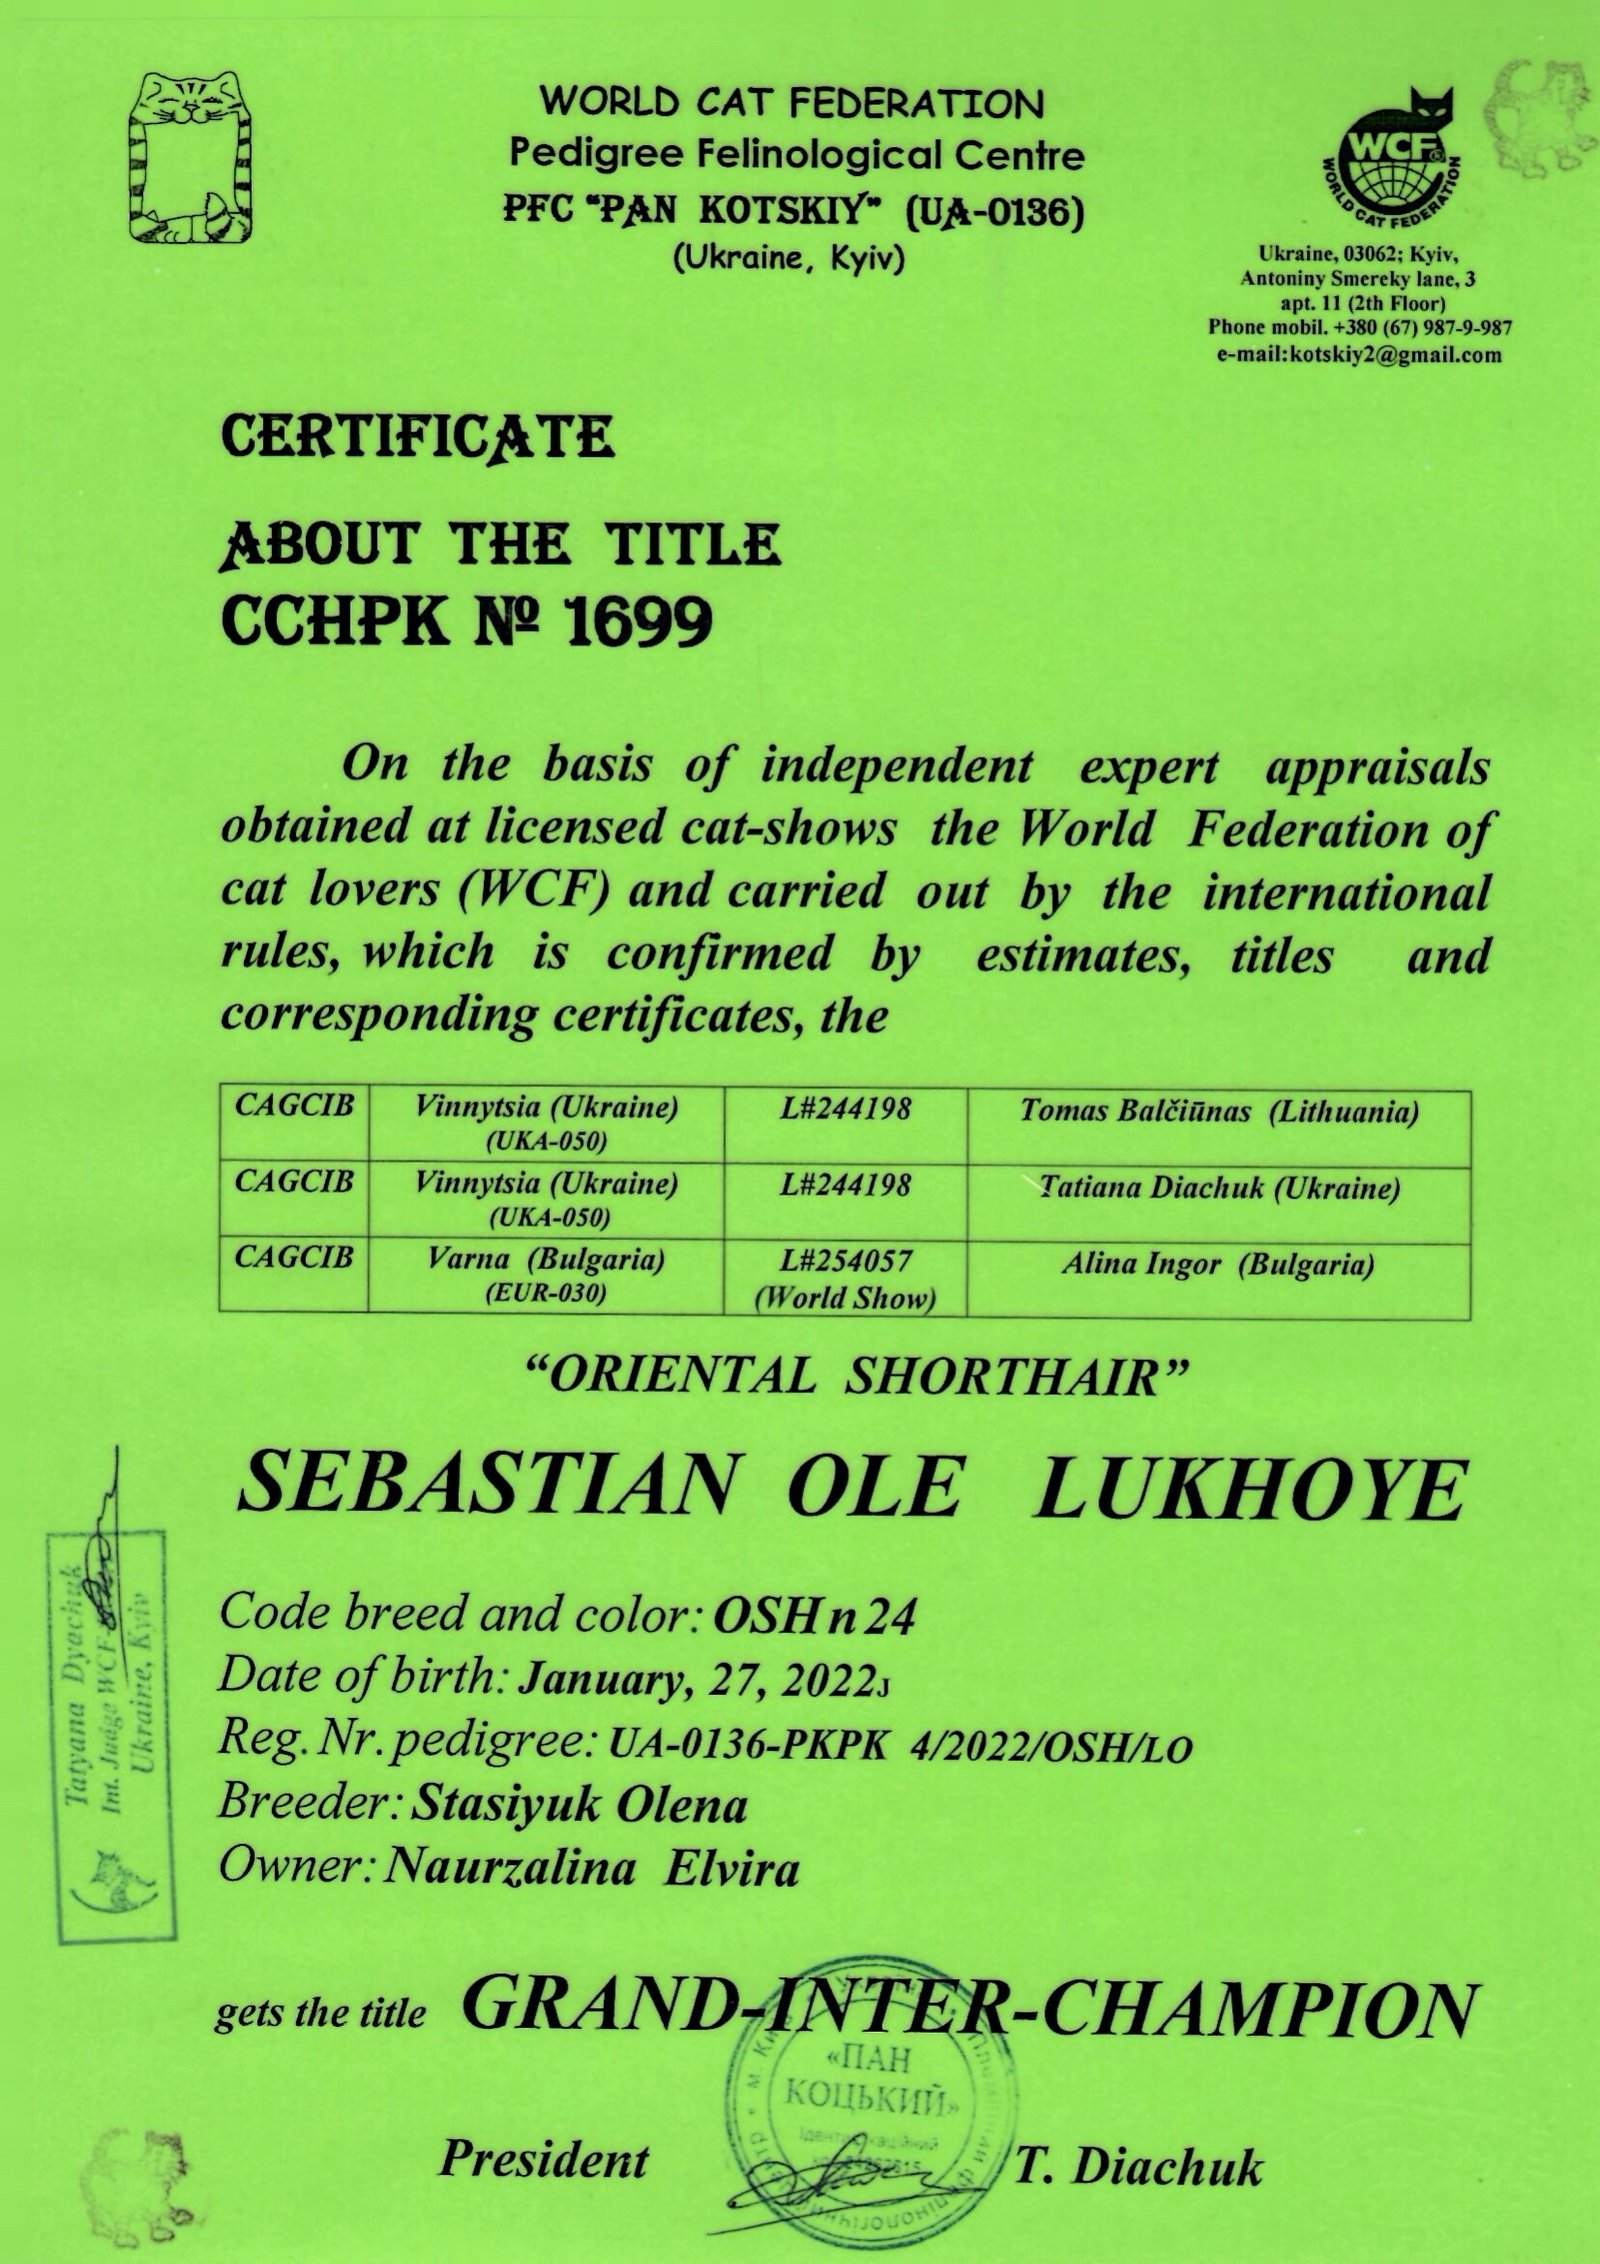 WORLD CAT FEDERATION
Pedigree Felinological Centre
PFC “PAN KOTSKIY” (UA-0136)
(Ukraine, Kyiv)
WCF
WORLD CAT FEDERATION
Ukraine, 03062; Kyiv,
Antoniny Smereky lane, 3
apt. 11 (2th Floor)
Phone mobil. +380 (67) 987-9-987
e-mail:kotskiy2@gmail.com
CERTIFICATE
ABOUT THE TITLE
CCHPK № 1699
On the basis of independent expert appraisals
obtained at licensed cat-shows the World Federation of
cat lovers (WCF) and carried out by the international
rules, which is confirmed by estimates, titles and
corresponding certificates, the
CAGCIB Vinnytsia (Ukraine) L#244198 Tomas Balčiūnas (Lithuania)
(UKA-050)
CAGCIB Vinnytsia (Ukraine) L#244198 Tatiana Diachuk (Ukraine)
(UKA-050)
CAGCIB Varna (Bulgaria) L#254057 Alina Ingor (Bulgaria)
(EUR-030) (World Show)
“ORIENTAL SHORTHAIR”
SEBASTIAN OLE LUKHOYE
Code breed and color: OSH n 24
Date of birth: January, 27, 2022J
Reg. Nr. pedigree: UA-0136-PKPK 4/2022/OSH/LO
Breeder: Stasiyuk Olena
Owner: Naurzalina Elvira
Tatyana Dyachuk
Int. Judge WCF
Ukraine, Kyiv
gets the title GRAND-INTER-CHAMPION
«ПАН
КОЦЬКИЙ»
President T. Diachuk